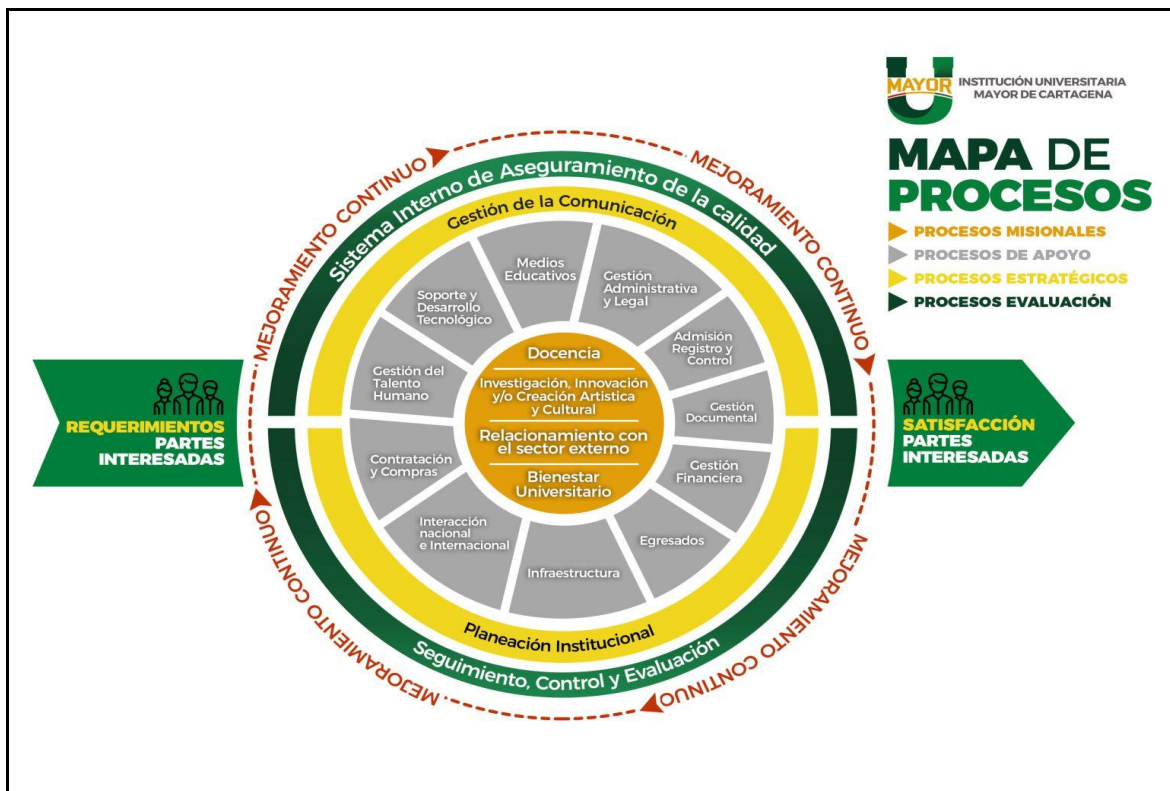 MAYOR
INSTITUCIÓN UNIVERSITARIA
MAYOR DE CARTAGENA
MAPA DE
PROCESOS
PROCESOS MISIONALES
PROCESOS DE APOYO
PROCESOS ESTRATÉGICOS
PROCESOS EVALUACIÓN
MEJORAMIENTO CONTINUO
MEJORAMIENTO CONTINUO
Sistema Interno de Aseguramiento de la calidad
Gestión de la Comunicación
Medios
Educativos
Gestión
Administrativa
y Legal
Soporte y
Desarrollo
Tecnológico
Admisión
Registro y
Control
Gestión del
Talento
Humano
Gestión
Documental
Contratación
y Compras
Gestión
Financiera
Interacción
nacional
e Internacional
Egresados
Infraestructura
Docencia
Investigación, Innovación
y/o Creación Artistica
y Cultural
Relacionamiento con
el sector externo
Bienestar
Universitario
REQUERIMIENTOS
PARTES
INTERESADAS
SATISFACCIÓN
PARTES
INTERESADAS
Planeación Institucional
Seguimiento, Control y Evaluación
MEJORAMIENTO CONTINUO
MEJORAMIENTO CONTINUO
MEJORAMIENTO CONTINUO